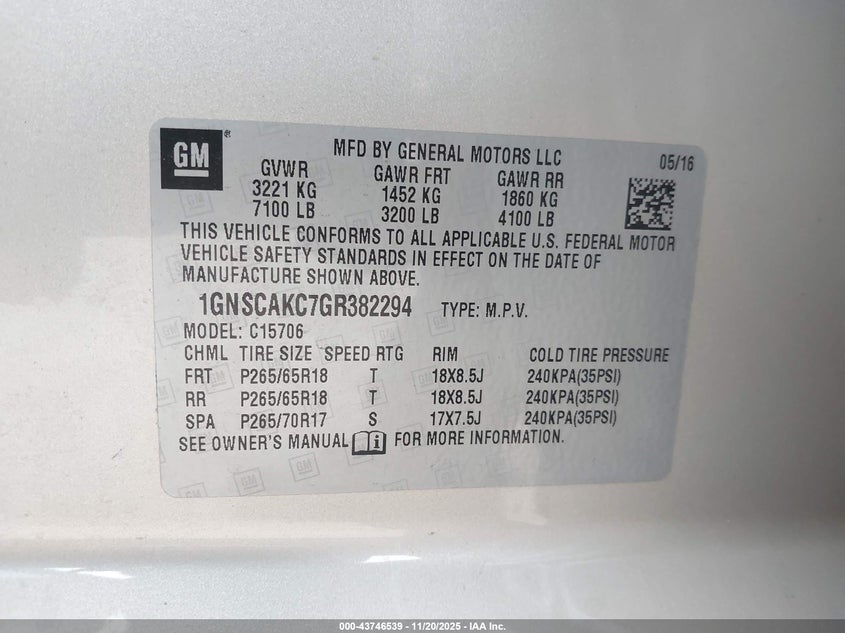 GM
MFD BY GENERAL MOTORS LLC 05/16
GVWR GAWR FRT GAWR RR
3221 KG 1452 KG 1860 KG
7100 LB 3200 LB 4100 LB
THIS VEHICLE CONFORMS TO ALL APPLICABLE U.S. FEDERAL MOTOR
VEHICLE SAFETY STANDARDS IN EFFECT ON THE DATE OF
MANUFACTURE SHOWN ABOVE.
1GNSCAKC7GR382294 TYPE: M.P.V.
MODEL: C15706
CHML TIRE SIZE SPEED RTG RIM COLD TIRE PRESSURE
FRT P265/65R18 T 18X8.5J 240KPA(35PSI)
RR P265/65R18 T 18X8.5J 240KPA(35PSI)
SPA P265/70R17 S 17X7.5J 240KPA(35PSI)
SEE OWNER'S MANUAL FOR MORE INFORMATION.
000-43746539 - 11/20/2025 - IAA Inc.